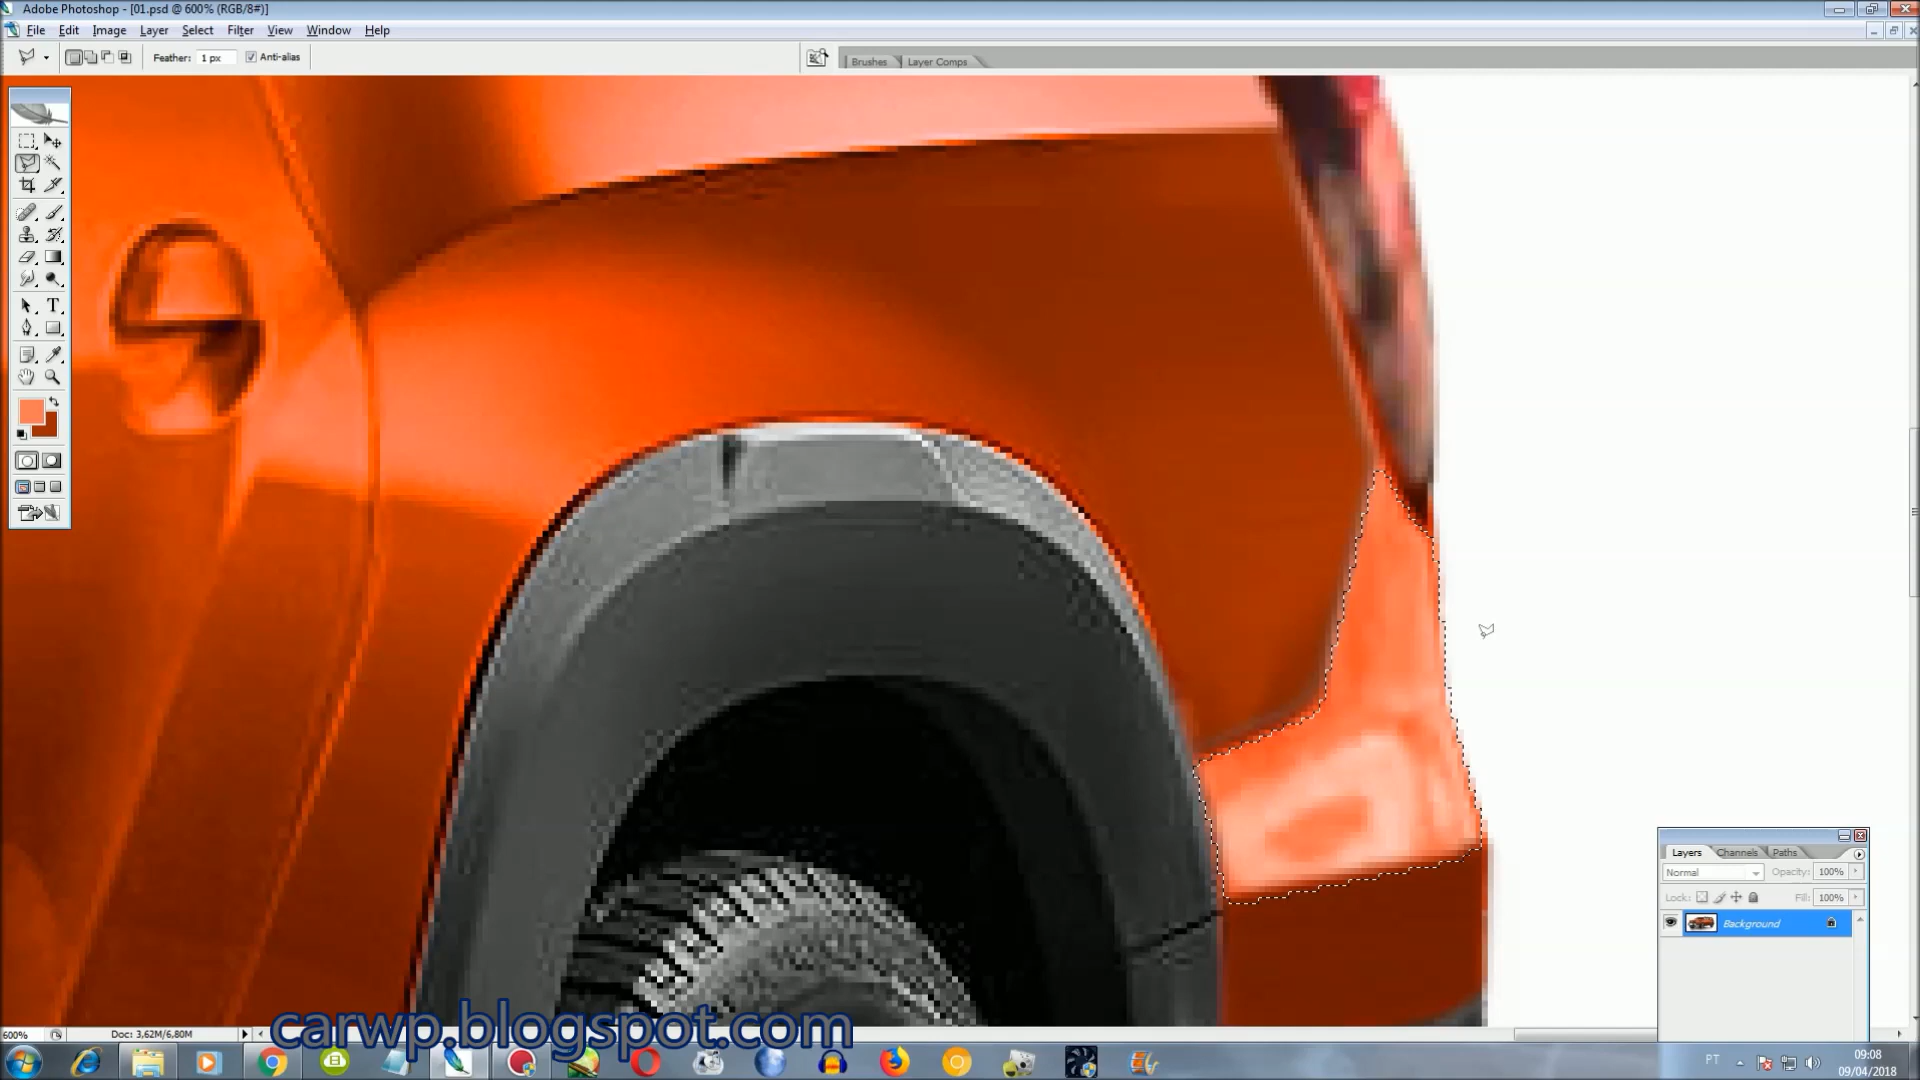 Adobe Photoshop - [01.psd @ 600% (RGB/8#)]
File Edit Image Layer Select Filter View Window Help
Feather: 1 px Anti-alias Brushes Layer Comps
Layers Channels Paths
Normal Opacity: 100%
Lock: Fill: 100%
Background
600% Doc: 3,62M/6,80M
carwp.blogspot.com
PT 09:08
09/04/2018